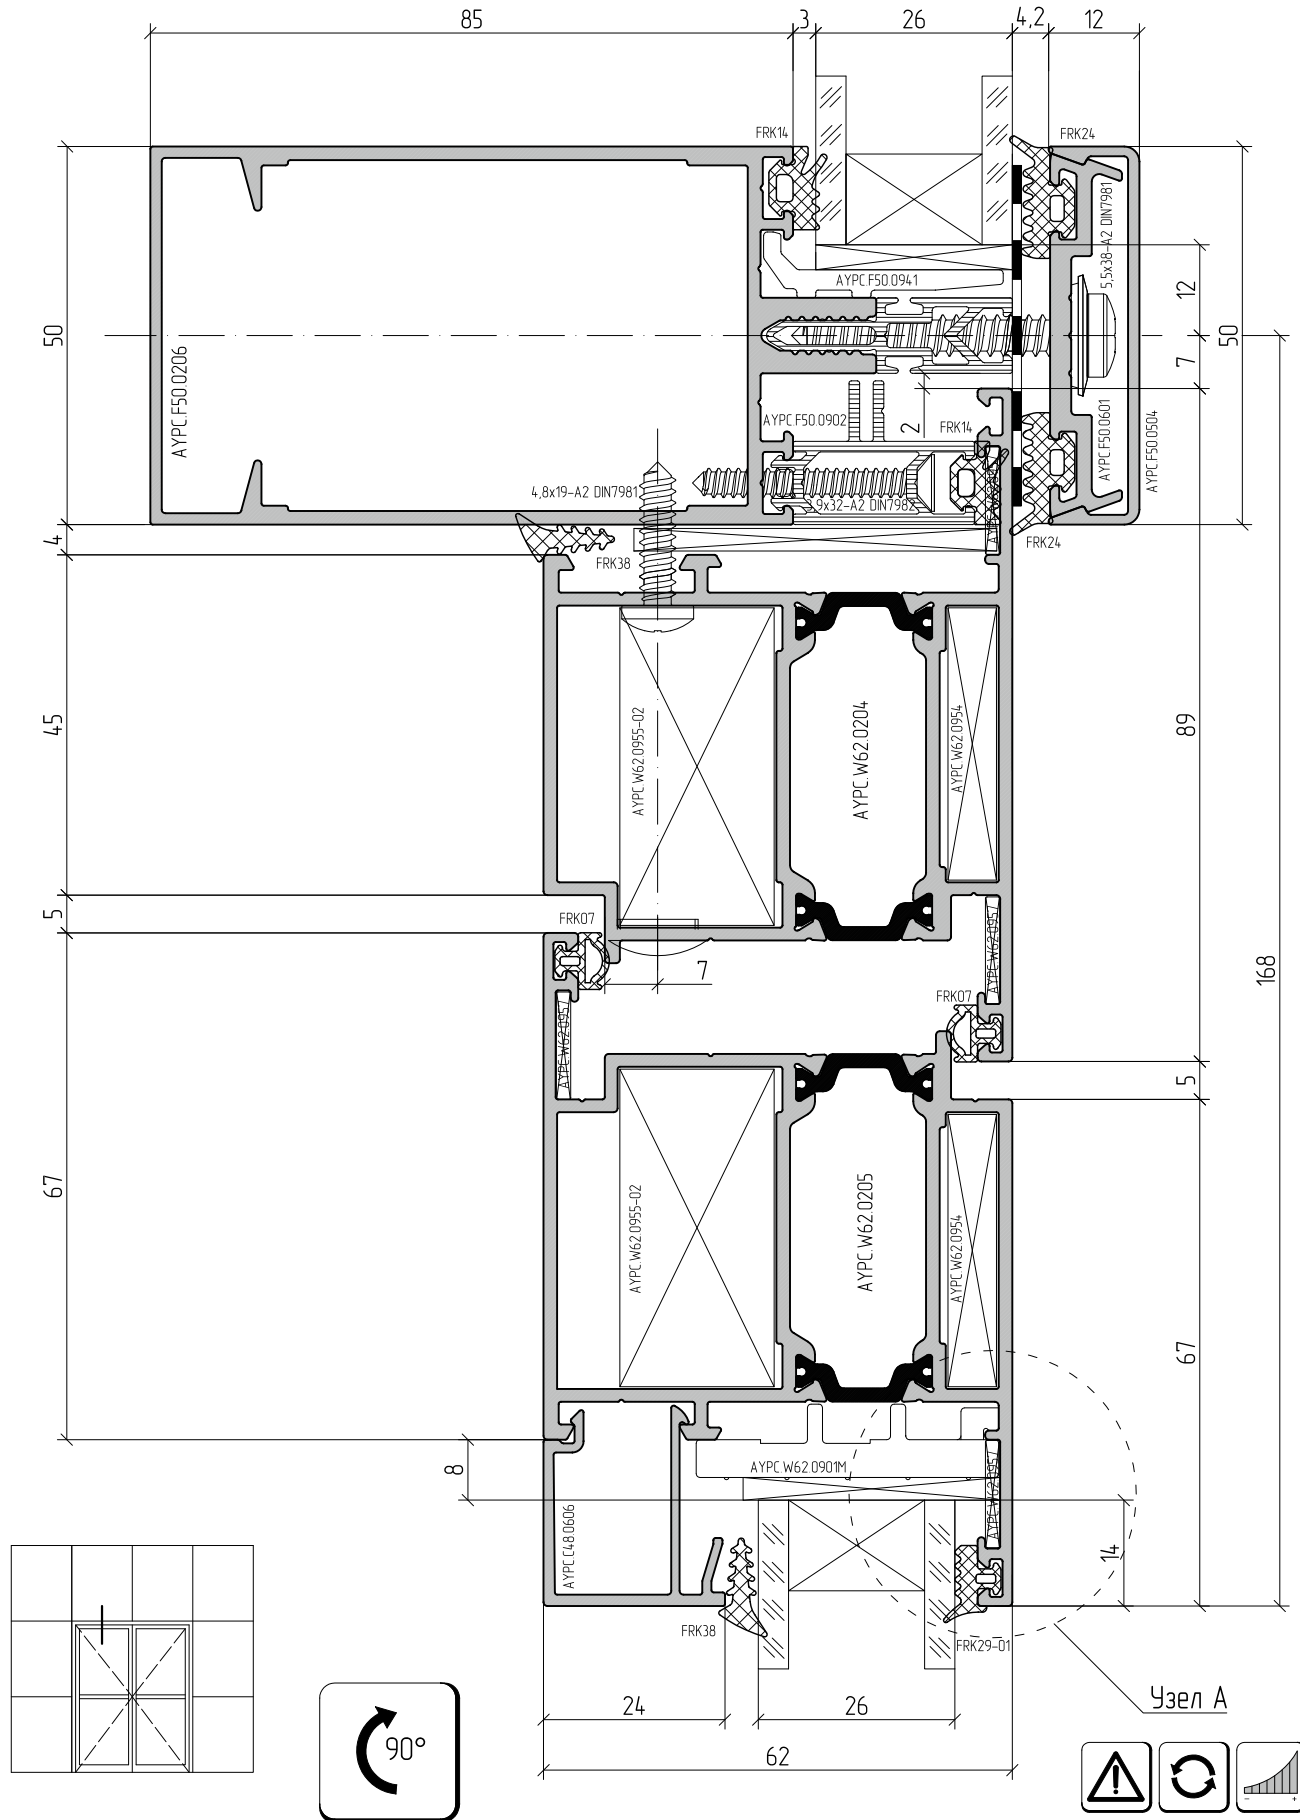 85
3
26
4,2
12
FRK14
FRK24
5,5x38-A2 DIN7981
AYPC.F50.0941
12
50
50
AYPC.F50.0206
7
AYPC.F50.0902
2
FRK14
AYPC.F50.0601
AYPC.F50.0504
4,8x19-A2 DIN7981
3,9x32-A2 DIN7982
4
FRK38
FRK24
45
AYPC.W62.0955-02
AYPC.W62.0204
AYPC.W62.0954
89
5
FRK07
AYPC.W62.0957
7
168
FRK07
AYPC.W62.0957
5
67
AYPC.W62.0955-02
AYPC.W62.0205
AYPC.W62.0954
67
8
AYPC.W62.0901M
AYPC.W62.0957
AYPC.C48.0606
14
FRK38
FRK29-01
Узел А
24
26
90°
62
- +